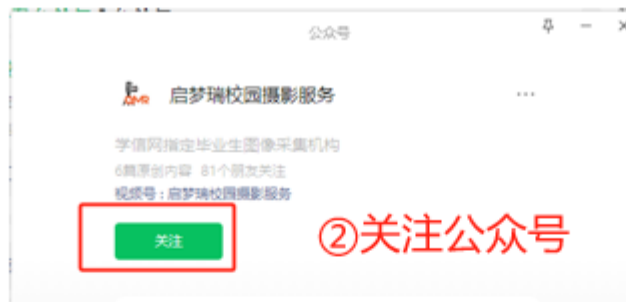 公众号
QMR
启梦瑞校园摄影服务
学信网指定毕业生图像采集机构
6篇原创内容 81个朋友关注
视频号：启梦瑞校园摄影服务
关注
②关注公众号